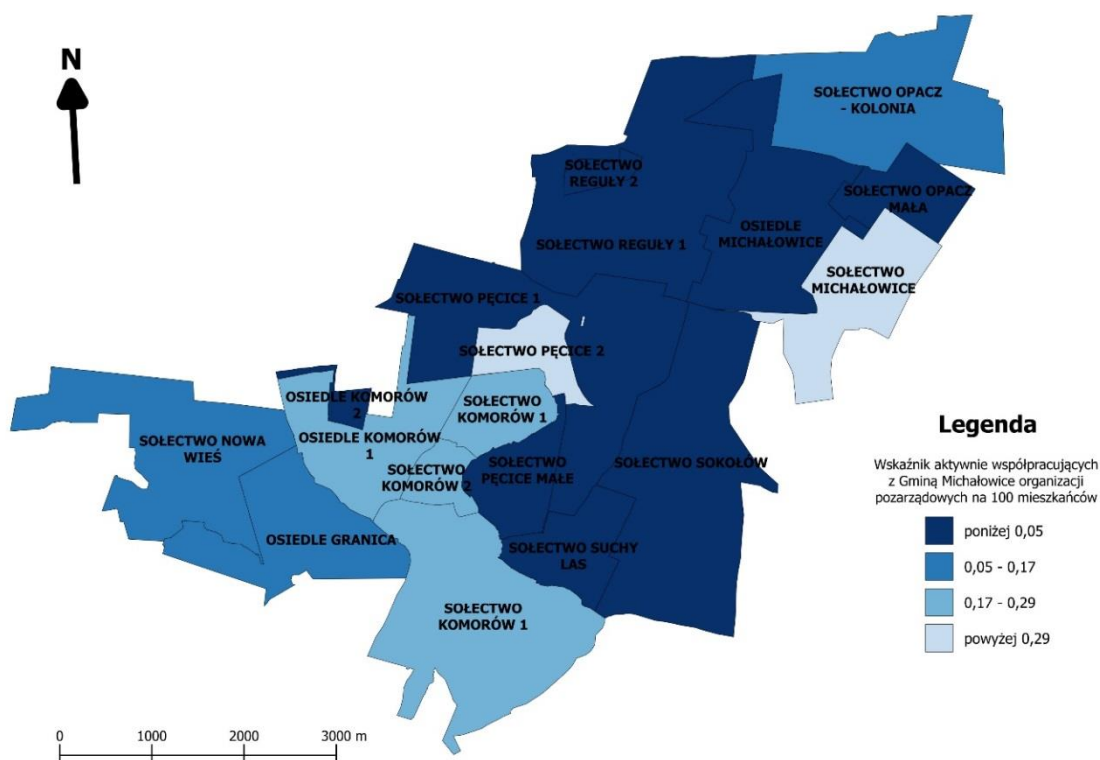 N
SOŁECTWO OPACZ
- KOLONIA
SOŁECTWO
REGUŁY 2
SOŁECTWO OPACZ
MAŁA
OSIEDLE
MICHAŁOWICE
SOŁECTWO REGUŁY 1
SOŁECTWO
MICHAŁOWICE
SOŁECTWO PĘCICE 1
SOŁECTWO PĘCICE 2
OSIEDLE KOMORÓW
2
SOŁECTWO
KOMORÓW 1
SOŁECTWO NOWA
WIEŚ
OSIEDLE KOMORÓW
1
SOŁECTWO
KOMORÓW 2
SOŁECTWO
PĘCICE MAŁE
SOŁECTWO SOKOŁÓW
OSIEDLE GRANICA
SOŁECTWO SUCHY
LAS
SOŁECTWO
KOMORÓW 1
Legenda
Wskaźnik aktywnie współpracujących
z Gminą Michałowice organizacji
pozarządowych na 100 mieszkańców
poniżej 0,05
0,05 - 0,17
0,17 - 0,29
powyżej 0,29
0 1000 2000 3000 m